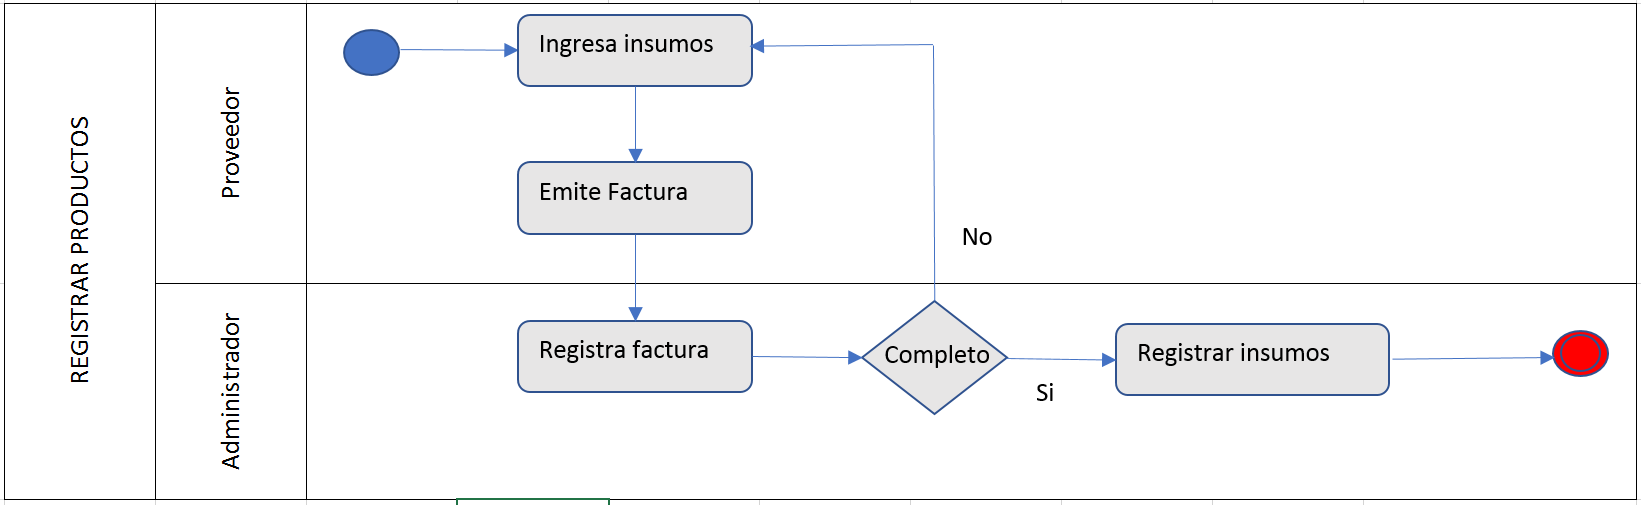 REGISTRAR PRODUCTOS
Proveedor
Ingresa insumos
Emite Factura
No
Administrador
Registra factura
Completo
Si
Registrar insumos